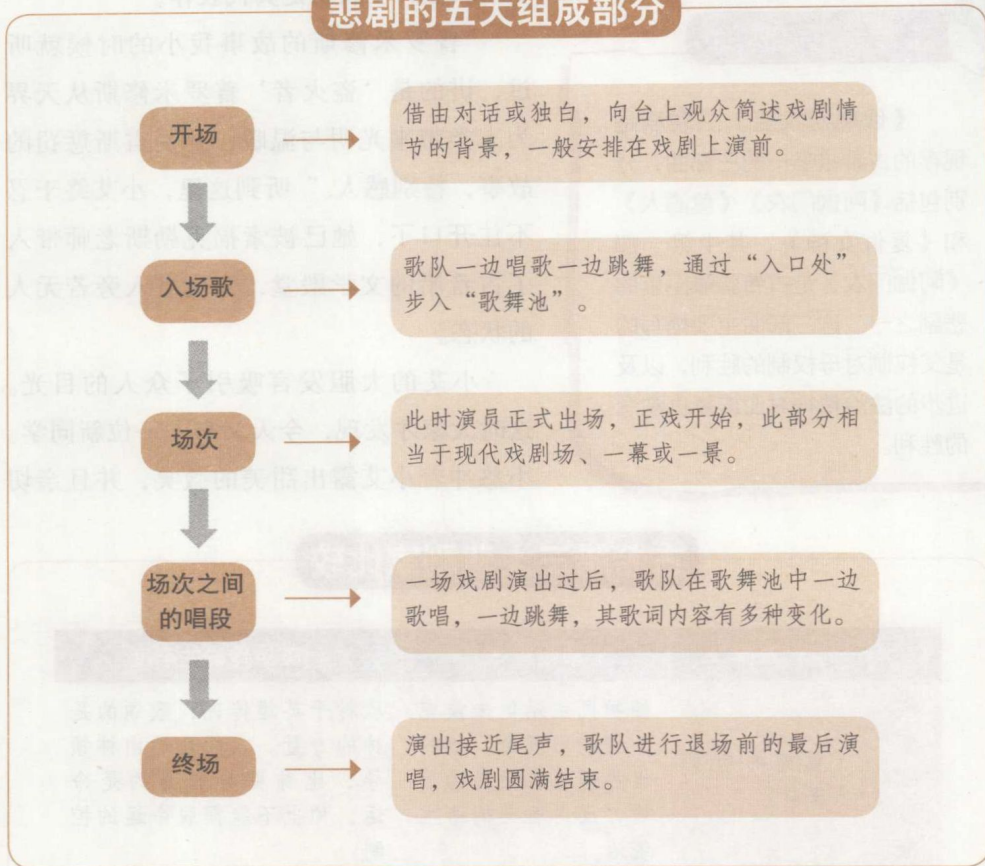 悲剧的五大组成部分
开场
借由对话或独白，向台上观众简述戏剧情
节的背景，一般安排在戏剧上演前。
入场歌
歌队一边唱歌一边跳舞，通过“入口处”
步入“歌舞池”。
场次
此时演员正式出场，正戏开始，此部分相
当于现代戏剧场、一幕或一景。
场次之间
的唱段
一场戏剧演出过后，歌队在歌舞池中一边
歌唱，一边跳舞，其歌词内容有多种变化。
终场
演出接近尾声，歌队进行退场前的最后演
唱，戏剧圆满结束。